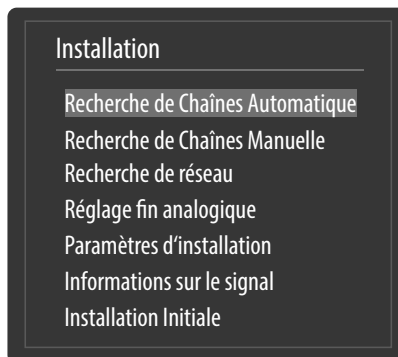 Installation
Recherche de Chaînes Automatique
Recherche de Chaînes Manuelle
Recherche de réseau
Réglage fin analogique
Paramètres d‘installation
Informations sur le signal
Installation Initiale